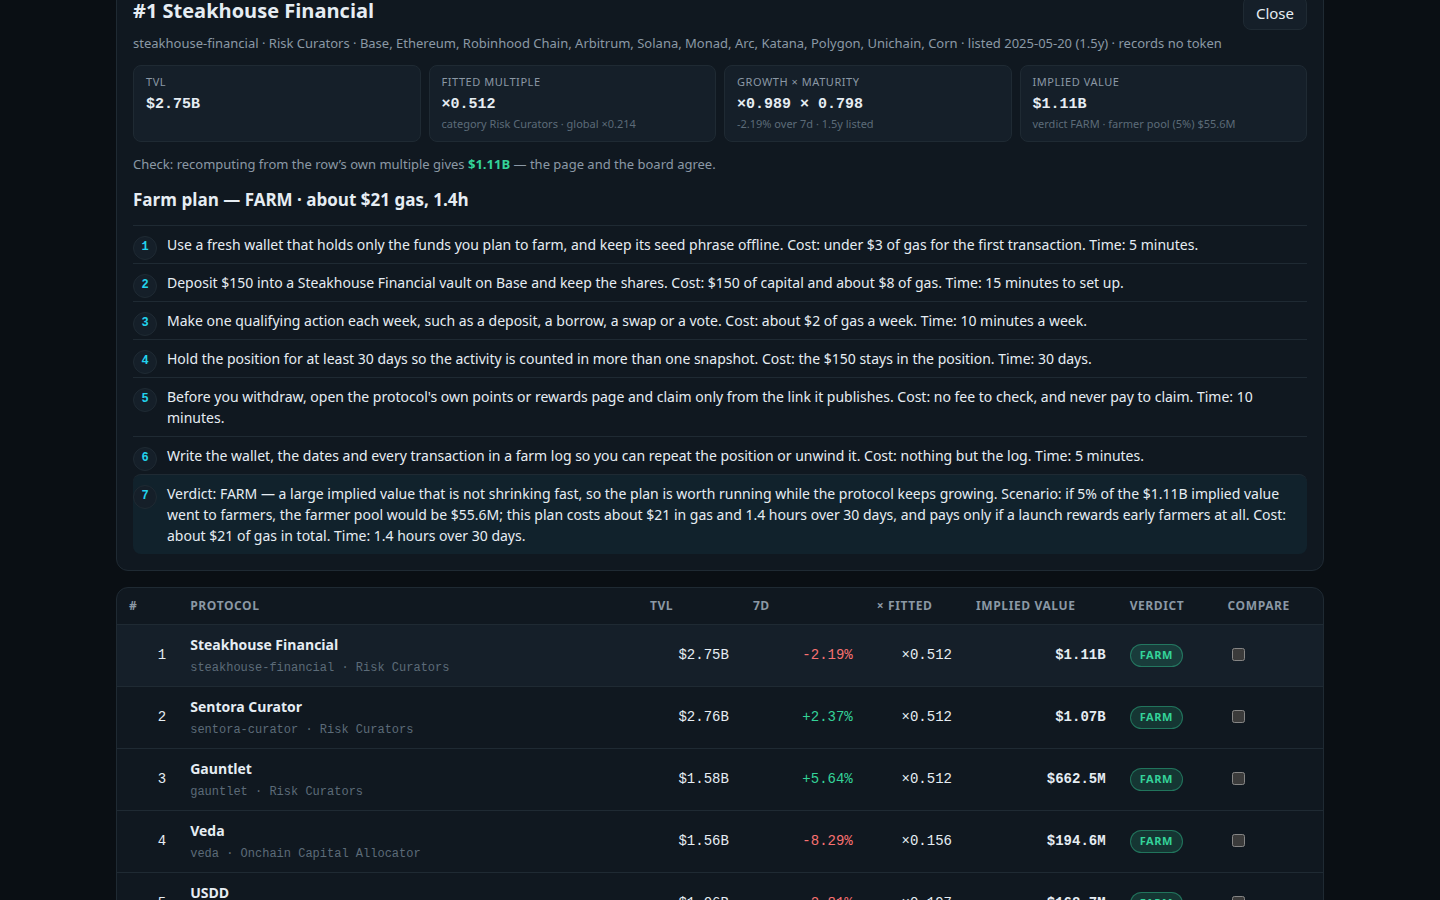 #1 Steakhouse Financial
Close
steakhouse-financial · Risk Curators · Base, Ethereum, Robinhood Chain, Arbitrum, Solana, Monad, Arc, Katana, Polygon, Unichain, Corn · listed 2025-05-20 (1.5y) · records no token
TVL
$2.75B
FITTED MULTIPLE
×0.512
category Risk Curators · global ×0.214
GROWTH × MATURITY
×0.989 × 0.798
-2.19% over 7d · 1.5y listed
IMPLIED VALUE
$1.11B
verdict FARM · farmer pool (5%) $55.6M
Check: recomputing from the row's own multiple gives $1.11B — the page and the board agree.
Farm plan — FARM · about $21 gas, 1.4h
1 Use a fresh wallet that holds only the funds you plan to farm, and keep its seed phrase offline. Cost: under $3 of gas for the first transaction. Time: 5 minutes.
2 Deposit $150 into a Steakhouse Financial vault on Base and keep the shares. Cost: $150 of capital and about $8 of gas. Time: 15 minutes to set up.
3 Make one qualifying action each week, such as a deposit, a borrow, a swap or a vote. Cost: about $2 of gas a week. Time: 10 minutes a week.
4 Hold the position for at least 30 days so the activity is counted in more than one snapshot. Cost: the $150 stays in the position. Time: 30 days.
5 Before you withdraw, open the protocol's own points or rewards page and claim only from the link it publishes. Cost: no fee to check, and never pay to claim. Time: 10
minutes.
6 Write the wallet, the dates and every transaction in a farm log so you can repeat the position or unwind it. Cost: nothing but the log. Time: 5 minutes.
7 Verdict: FARM — a large implied value that is not shrinking fast, so the plan is worth running while the protocol keeps growing. Scenario: if 5% of the $1.11B implied value
went to farmers, the farmer pool would be $55.6M; this plan costs about $21 in gas and 1.4 hours over 30 days, and pays only if a launch rewards early farmers at all. Cost:
about $21 of gas in total. Time: 1.4 hours over 30 days.
# PROTOCOL TVL 7D × FITTED IMPLIED VALUE VERDICT COMPARE
1 Steakhouse Financial $2.75B -2.19% ×0.512 $1.11B FARM
steakhouse-financial · Risk Curators
2 Sentora Curator $2.76B +2.37% ×0.512 $1.07B FARM
sentora-curator · Risk Curators
3 Gauntlet $1.58B +5.64% ×0.512 $662.5M FARM
gauntlet · Risk Curators
4 Veda $1.56B -8.29% ×0.156 $194.6M FARM
veda · Onchain Capital Allocator
USDD